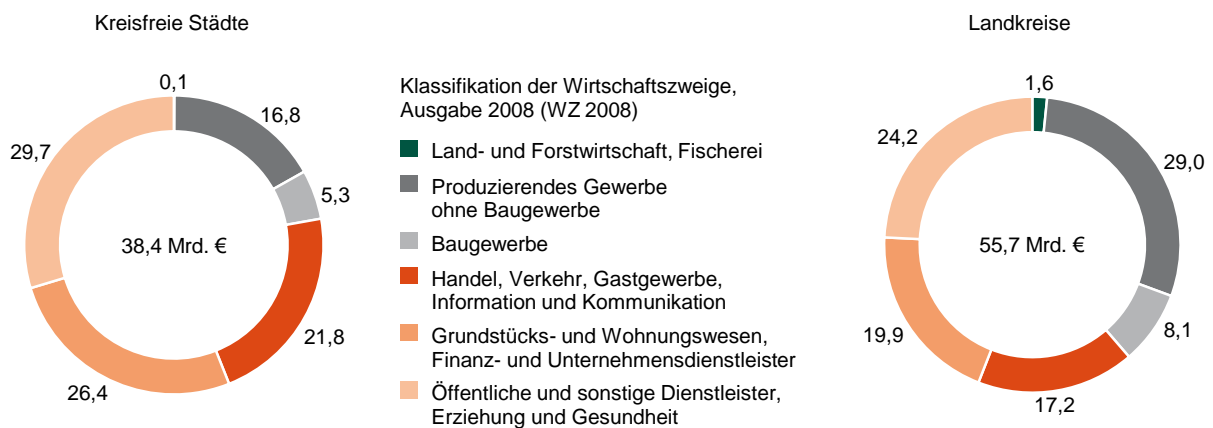 Kreisfreie Städte
0,1
16,8
5,3
21,8
26,4
29,7
38,4 Mrd. €
Klassifikation der Wirtschaftszweige,
Ausgabe 2008 (WZ 2008)
Land- und Forstwirtschaft, Fischerei
Produzierendes Gewerbe
ohne Baugewerbe
Baugewerbe
Handel, Verkehr, Gastgewerbe,
Information und Kommunikation
Grundstücks- und Wohnungswesen,
Finanz- und Unternehmensdienstleister
Öffentliche und sonstige Dienstleister,
Erziehung und Gesundheit
Landkreise
1,6
29,0
8,1
17,2
19,9
24,2
55,7 Mrd. €